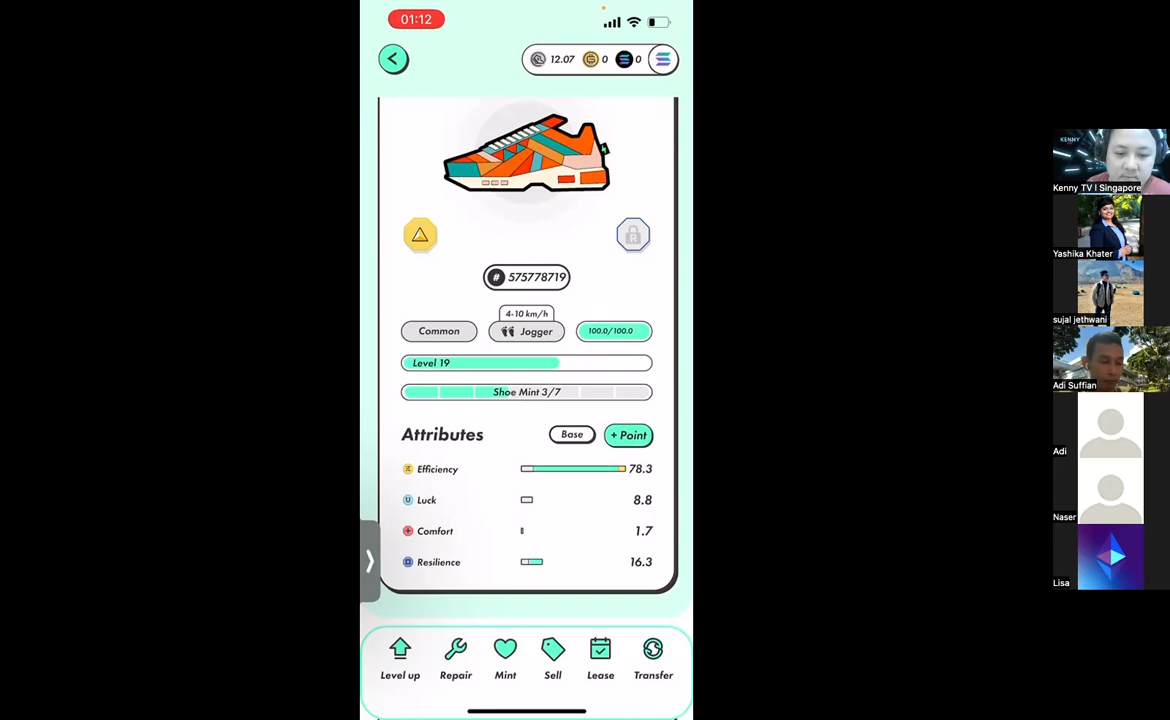 01:12
12.07 0 0
# 575778719
4-10 km/h
Common Jogger 100.0/100.0
Level 19
Shoe Mint 3/7
Attributes Base + Point
Efficiency 78.3
Luck 8.8
Comfort 1.7
Resilience 16.3
Level up Repair Mint Sell Lease Transfer
KENNY
Kenny TV I Singapore
Yashika Khater
sujal jethwani
Adi Suffian
Adi
Naser
Lisa